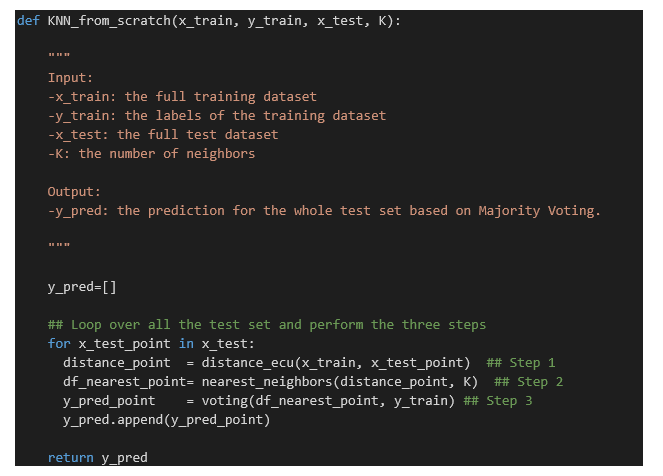 def KNN_from_scratch(x_train, y_train, x_test, K):
"""
Input:
-x_train: the full training dataset
-y_train: the labels of the training dataset
-x_test: the full test dataset
-K: the number of neighbors
Output:
-y_pred: the prediction for the whole test set based on Majority Voting.
"""
y_pred=[]
## Loop over all the test set and perform the three steps
for x_test_point in x_test:
distance_point  = distance_ecu(x_train, x_test_point)  ## Step 1
df_nearest_point= nearest_neighbors(distance_point, K)  ## Step 2
y_pred_point    = voting(df_nearest_point, y_train) ## Step 3
y_pred.append(y_pred_point)
return y_pred